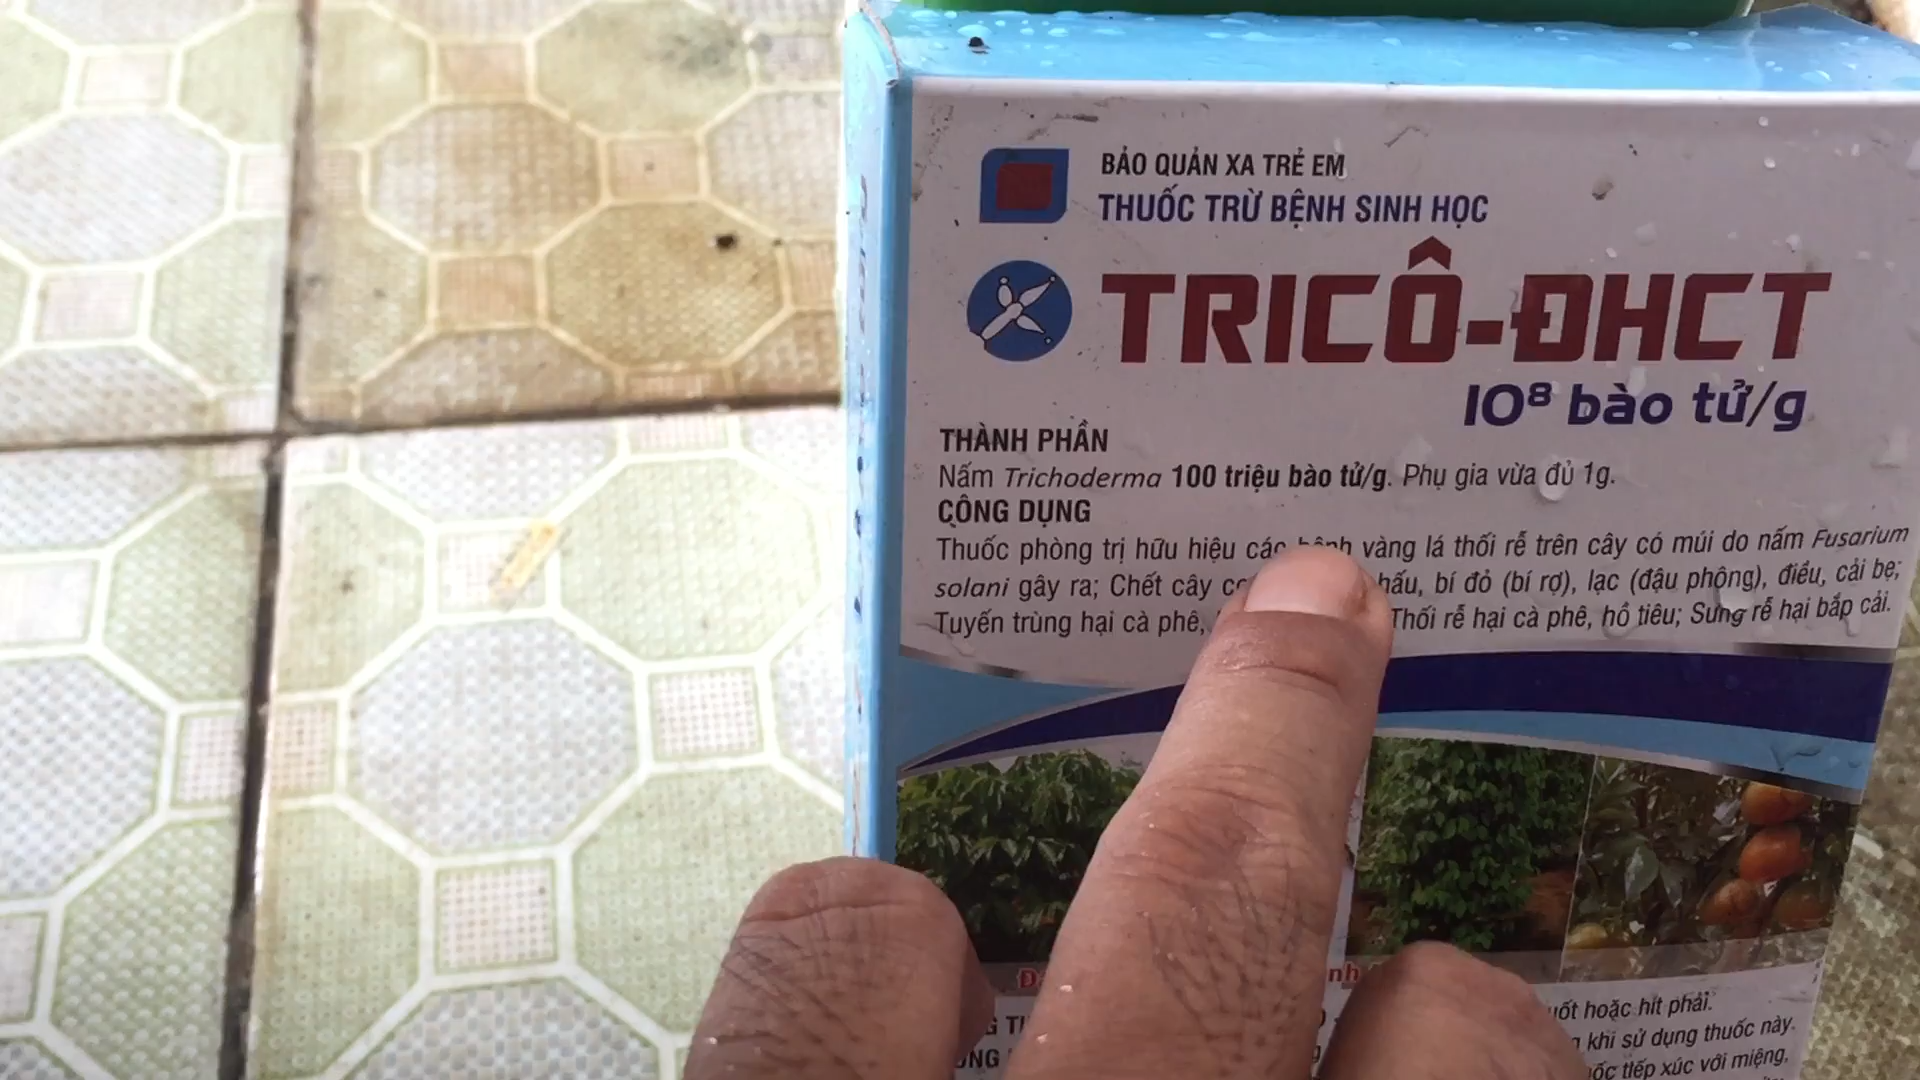 BẢO QUẢN XA TRẺ EM
THUỐC TRỪ BỆNH SINH HỌC
TRICÔ-ĐHCT
10⁸ bào tử/g
THÀNH PHẦN
Nấm Trichoderma 100 triệu bào tử/g. Phụ gia vừa đủ 1g.
CÔNG DỤNG
Thuốc phòng trị hữu hiệu các bệnh vàng lá thối rễ trên cây có múi do nấm Fusarium
solani gây ra; Chết cây hấu, bí đỏ (bí rợ), lạc (đậu phộng), điều, cải bẹ;
Tuyến trùng hại cà phê, Thối rễ hại cà phê, hồ tiêu; Sưng rễ hại bắp cải.
hoặc hít phải.
khi sử dụng thuốc này.
tiếp xúc với miệng,